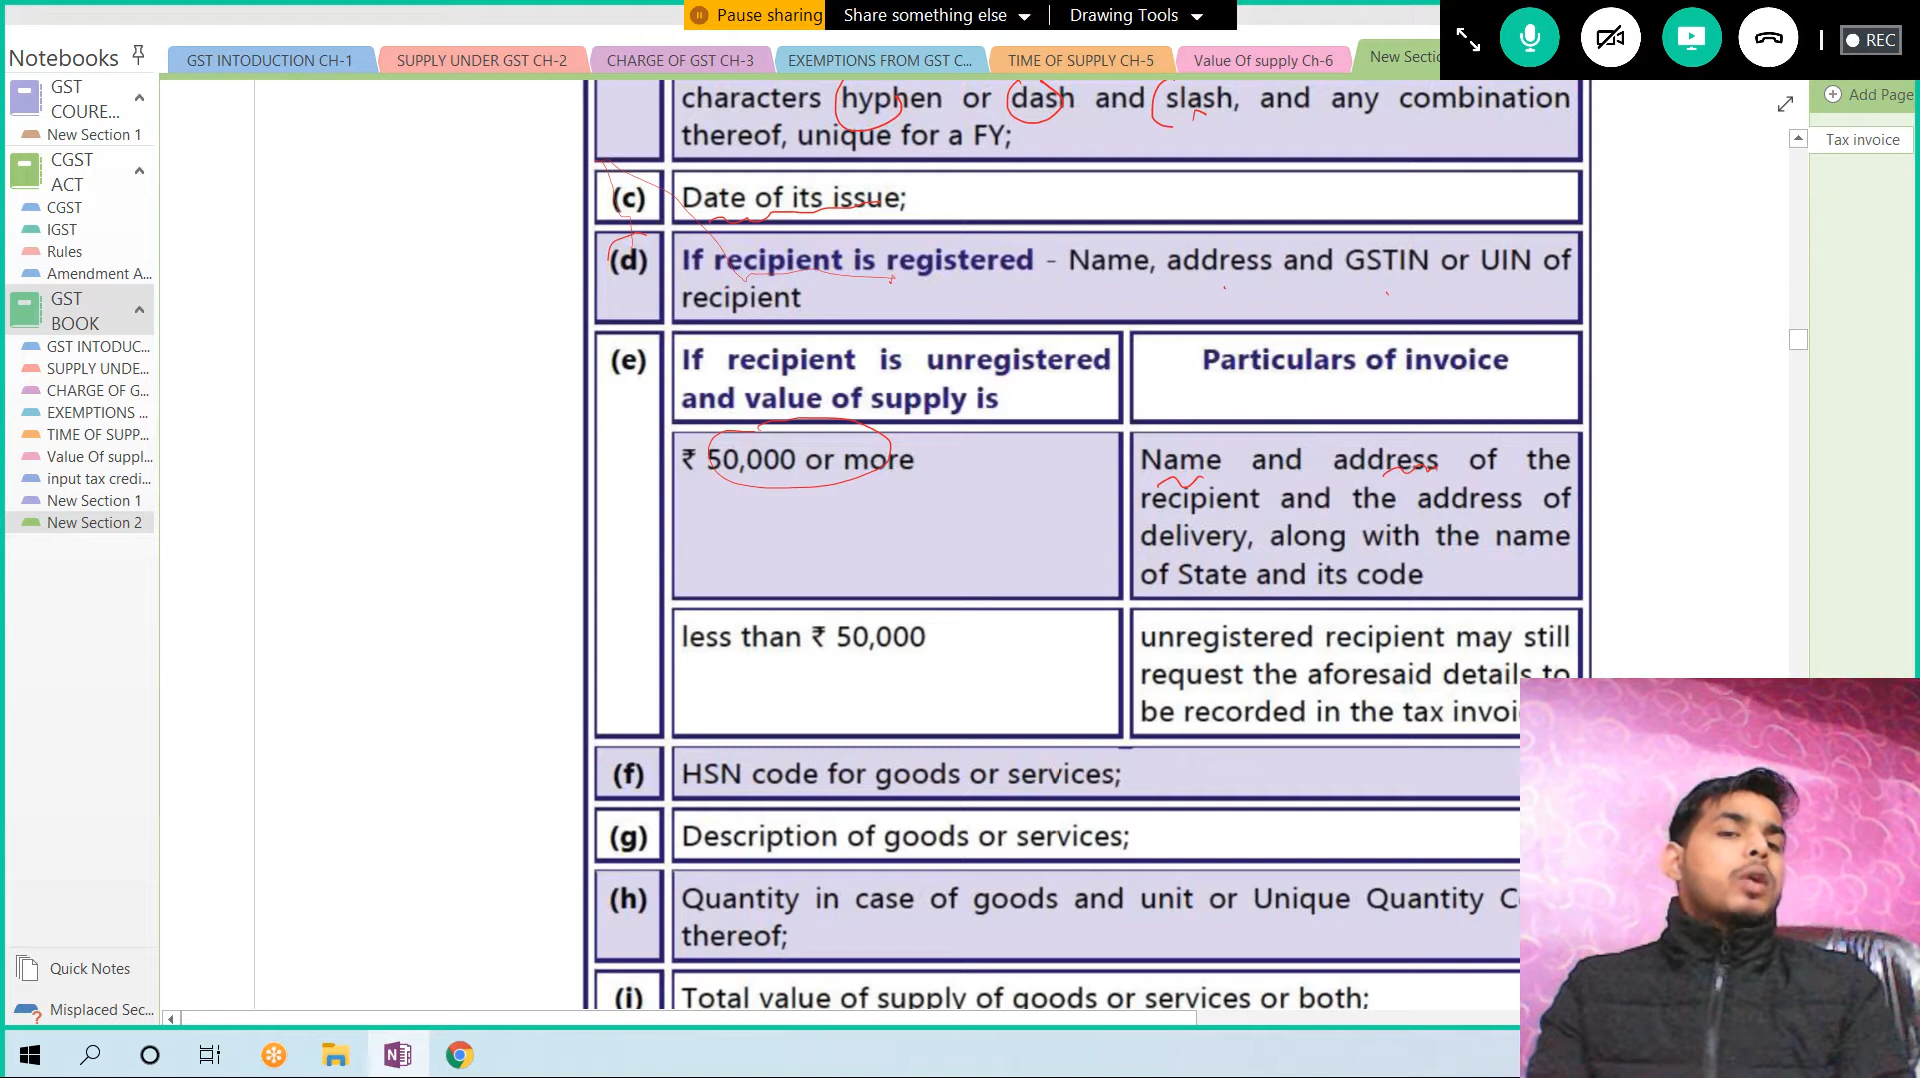 Pause sharing
Share something else
Drawing Tools
REC
Notebooks
GST INTODUCTION CH-1
SUPPLY UNDER GST CH-2
CHARGE OF GST CH-3
EXEMPTIONS FROM GST C...
TIME OF SUPPLY CH-5
Value Of supply Ch-6
New Sectio
Add Page
Tax invoice
GST
COURE...
New Section 1
CGST
ACT
CGST
IGST
Rules
Amendment A...
GST
BOOK
GST INTODUC...
SUPPLY UNDE...
CHARGE OF G...
EXEMPTIONS ...
TIME OF SUPP...
Value Of suppl...
input tax credi...
New Section 1
New Section 2
Quick Notes
Misplaced Sec...
characters hyphen or dash and slash, and any combination
thereof, unique for a FY;
(c) Date of its issue;
(d) If recipient is registered - Name, address and GSTIN or UIN of
recipient
(e) If recipient is unregistered
and value of supply is
Particulars of invoice
₹ 50,000 or more
Name and address of the
recipient and the address of
delivery, along with the name
of State and its code
less than ₹ 50,000
unregistered recipient may still
request the aforesaid details to
be recorded in the tax invoi
(f) HSN code for goods or services;
(g) Description of goods or services;
(h) Quantity in case of goods and unit or Unique Quantity C
thereof;
(i) Total value of supply of goods or services or both;